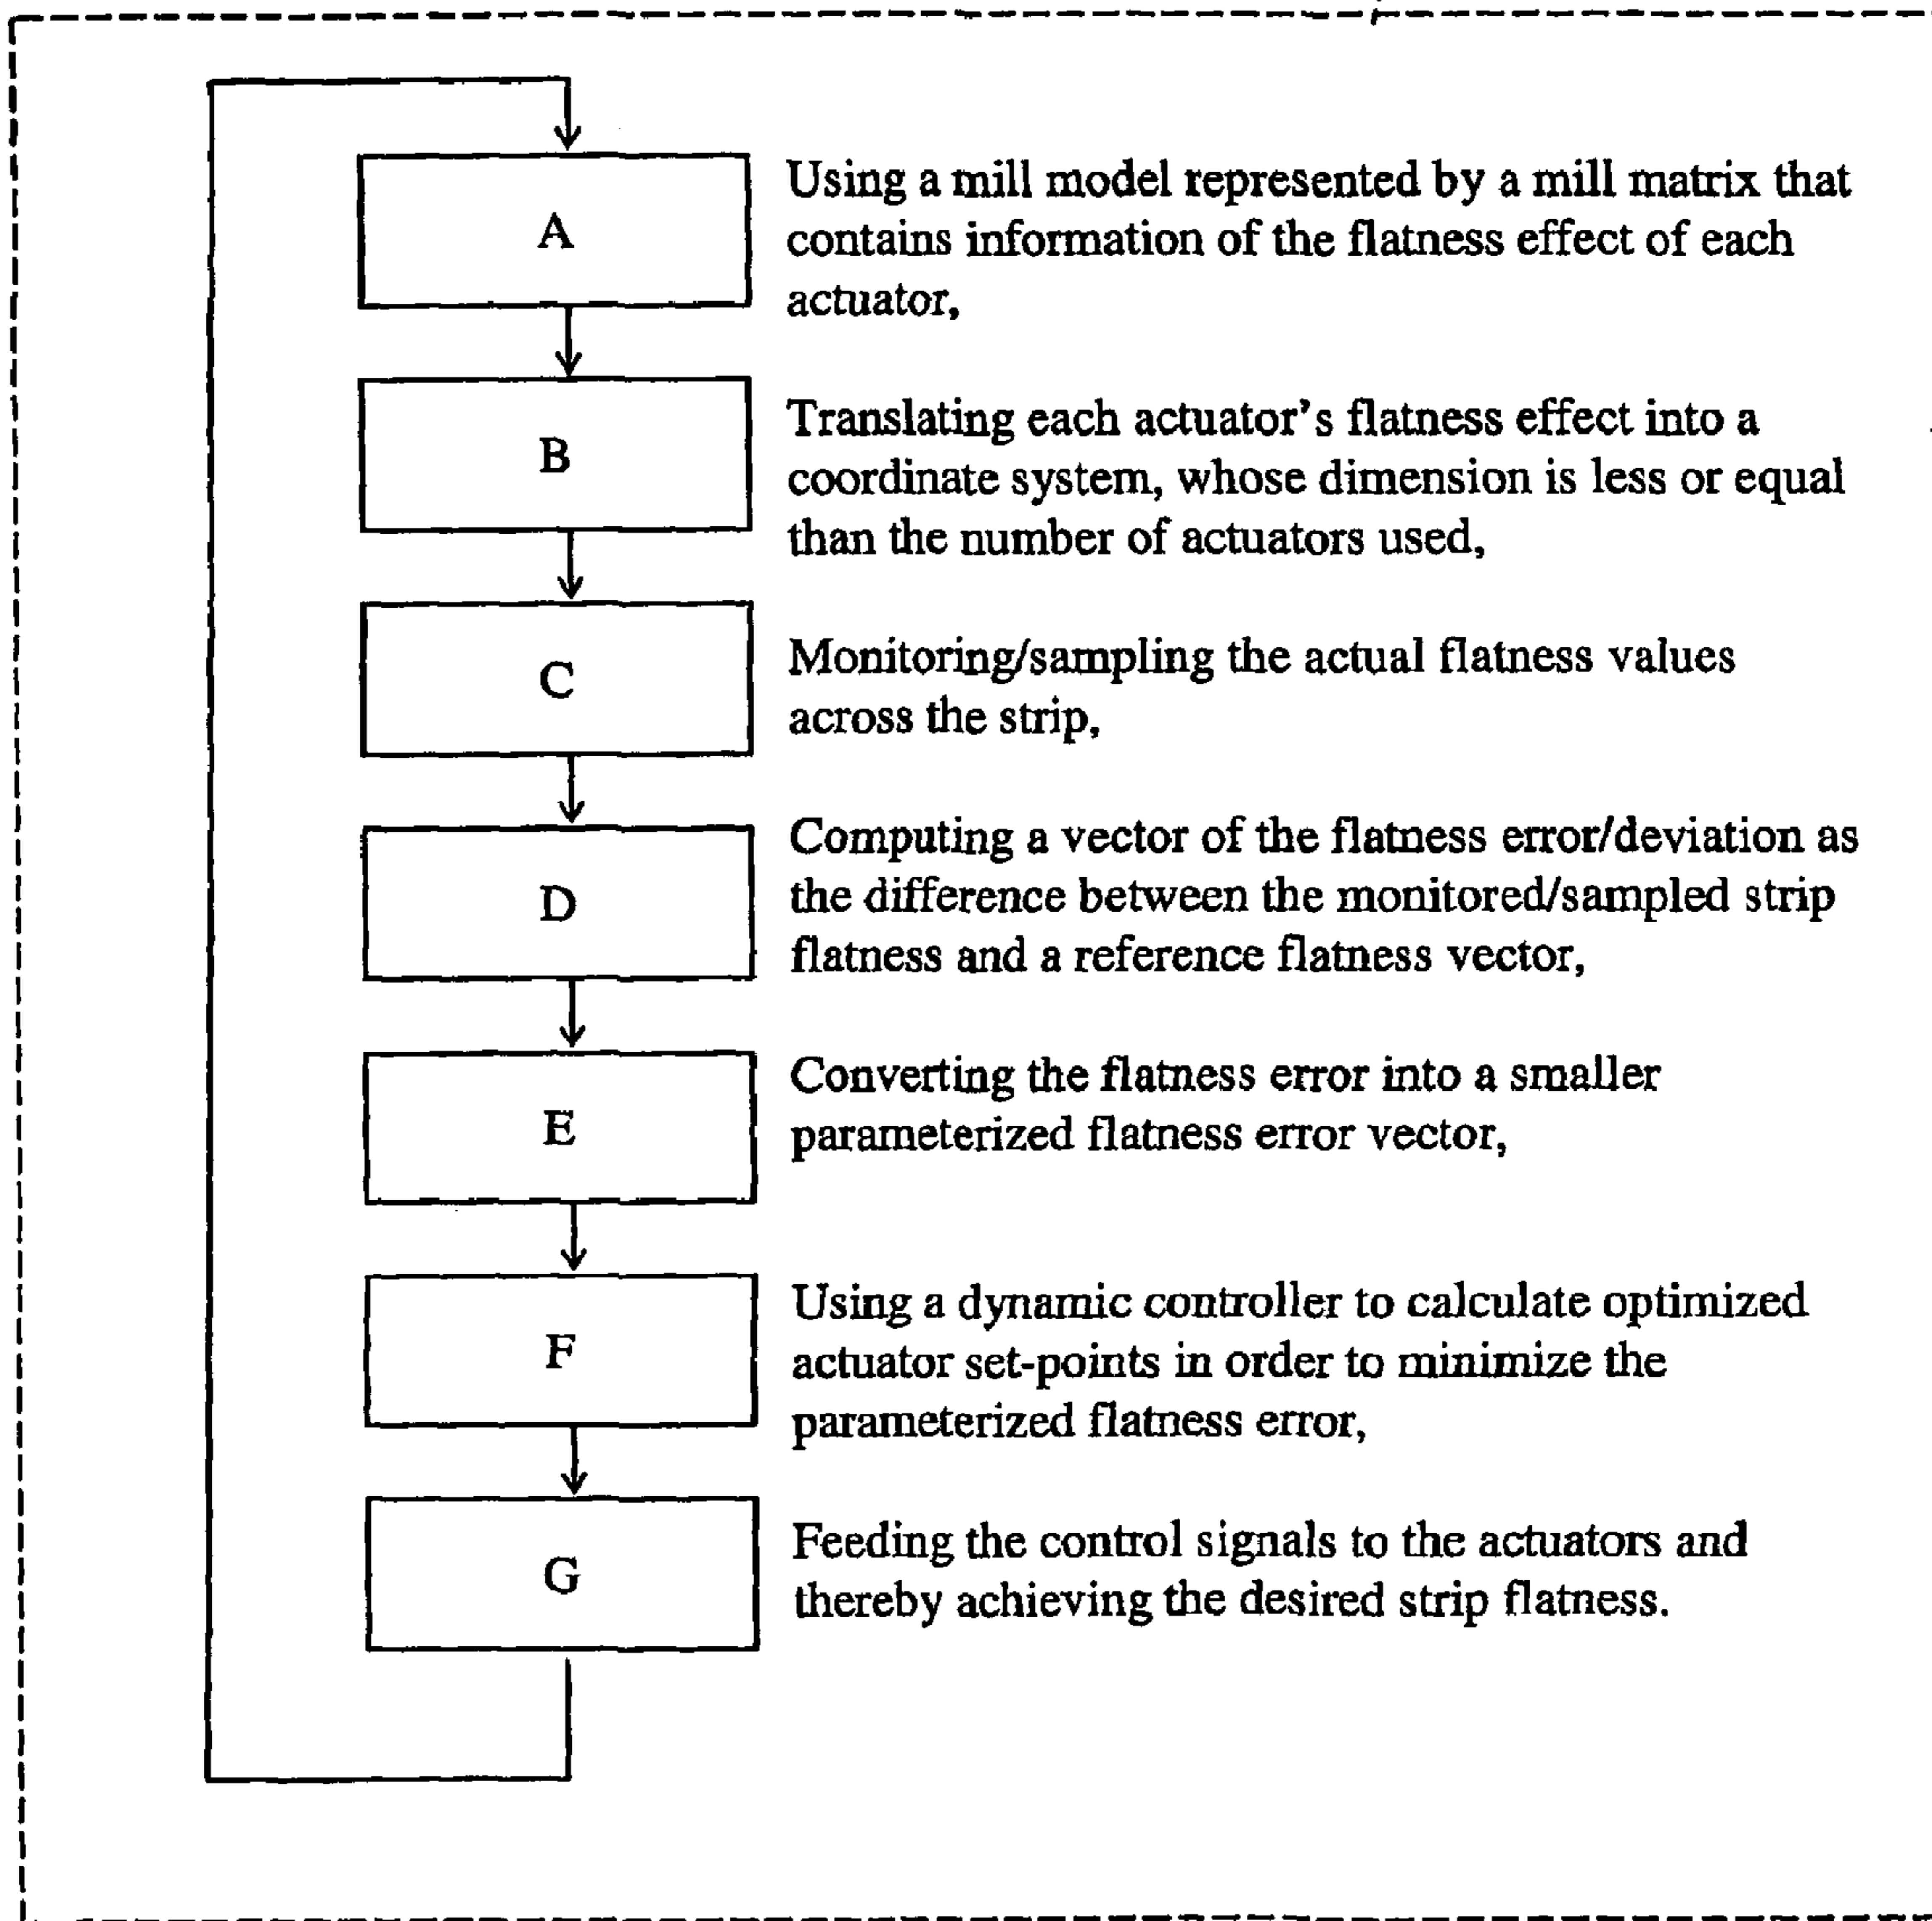 A
Using a mill model represented by a mill matrix that
contains information of the flatness effect of each
actuator,
B
Translating each actuator's flatness effect into a
coordinate system, whose dimension is less or equal
than the number of actuators used,
C
Monitoring/sampling the actual flatness values
across the strip,
D
Computing a vector of the flatness error/deviation as
the difference between the monitored/sampled strip
flatness and a reference flatness vector,
E
Converting the flatness error into a smaller
parameterized flatness error vector,
F
Using a dynamic controller to calculate optimized
actuator set-points in order to minimize the
parameterized flatness error,
G
Feeding the control signals to the actuators and
thereby achieving the desired strip flatness.